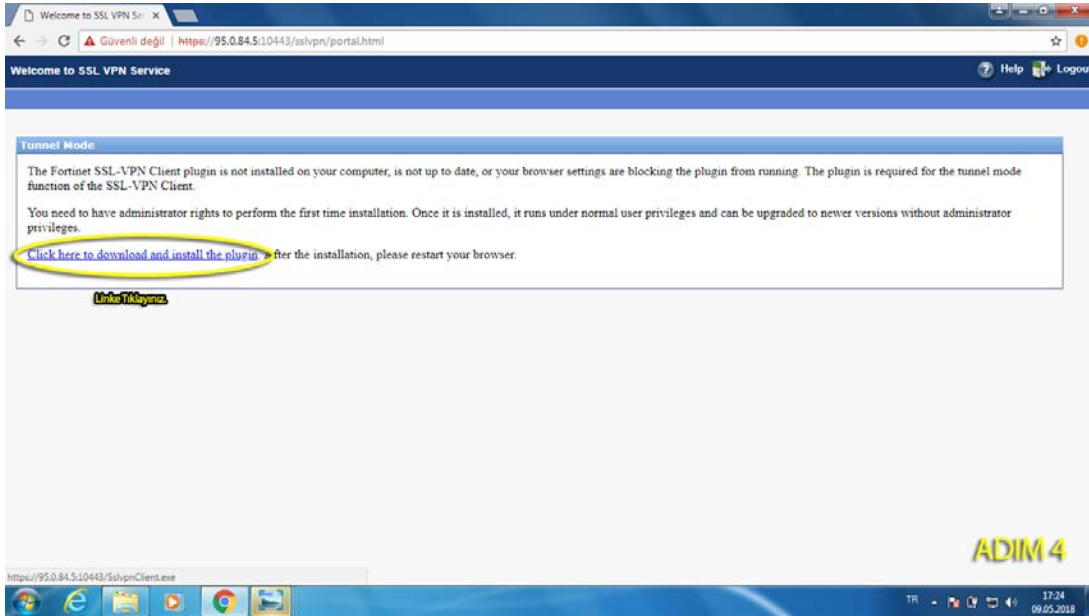 Welcome to SSL VPN Ser
Güvenli değil | https://95.0.84.5:10443/sslvpn/portal.html
Welcome to SSL VPN Service
Help Logou
Tunnel Mode
The Fortinet SSL-VPN Client plugin is not installed on your computer, is not up to date, or your browser settings are blocking the plugin from running. The plugin is required for the tunnel mode
function of the SSL-VPN Client.
You need to have administrator rights to perform the first time installation. Once it is installed, it runs under normal user privileges and can be upgraded to newer versions without administrator
privileges.
Click here to download and install the plugin. After the installation, please restart your browser.
Linke Tıklayınız.
ADIM 4
https://95.0.84.5:10443/SslvpnClient.exe
TR 17:24
09.05.2018